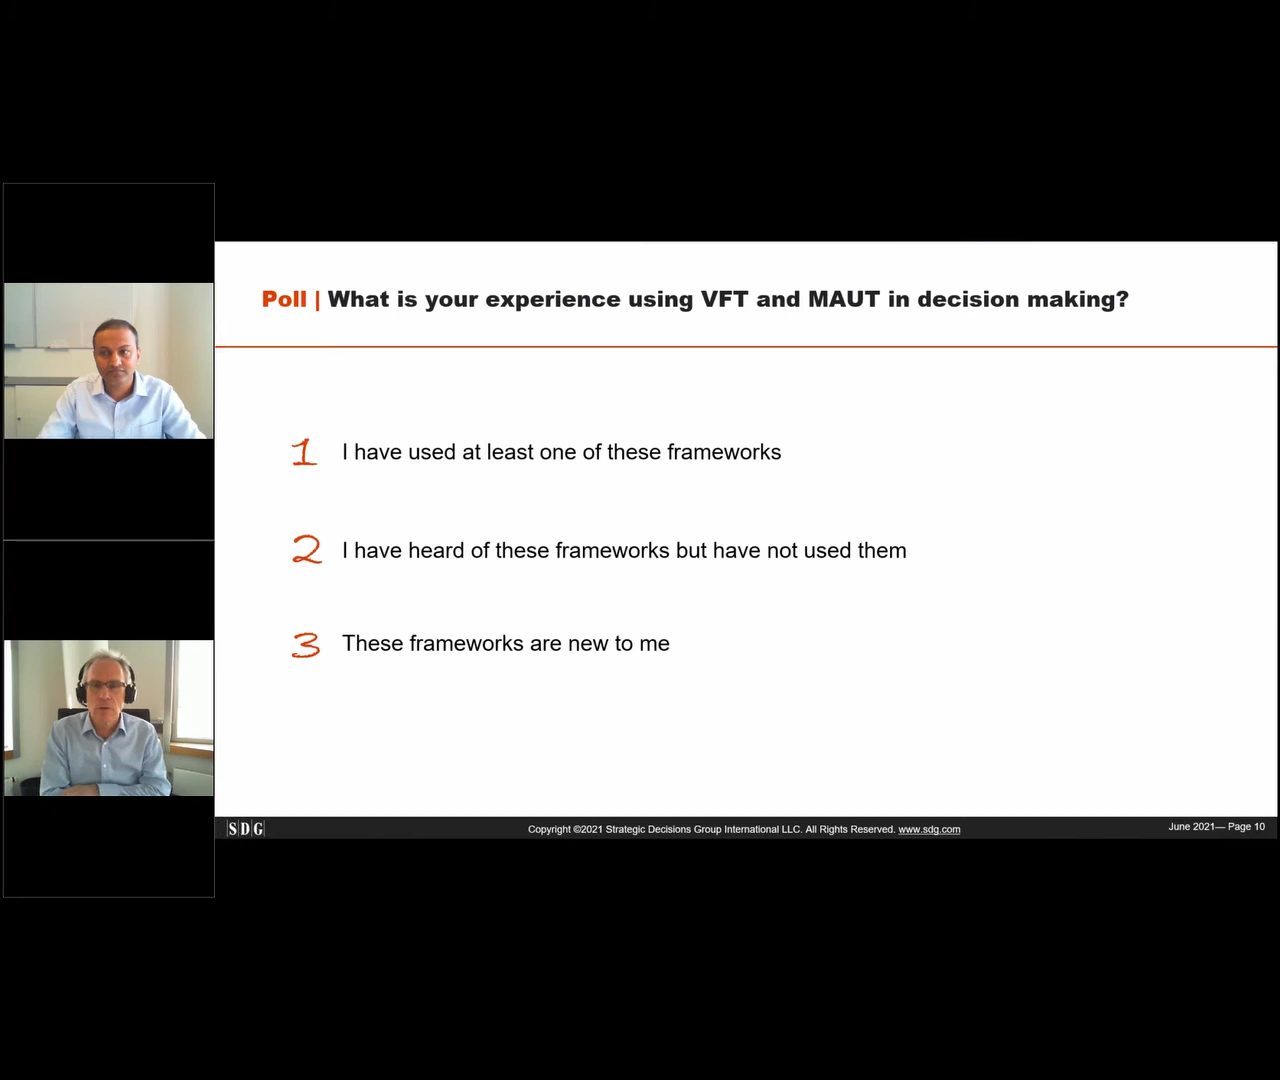 Poll | What is your experience using VFT and MAUT in decision making?
1 I have used at least one of these frameworks
2 I have heard of these frameworks but have not used them
3 These frameworks are new to me
SDG
Copyright ©2021 Strategic Decisions Group International LLC. All Rights Reserved. www.sdg.com
June 2021— Page 10